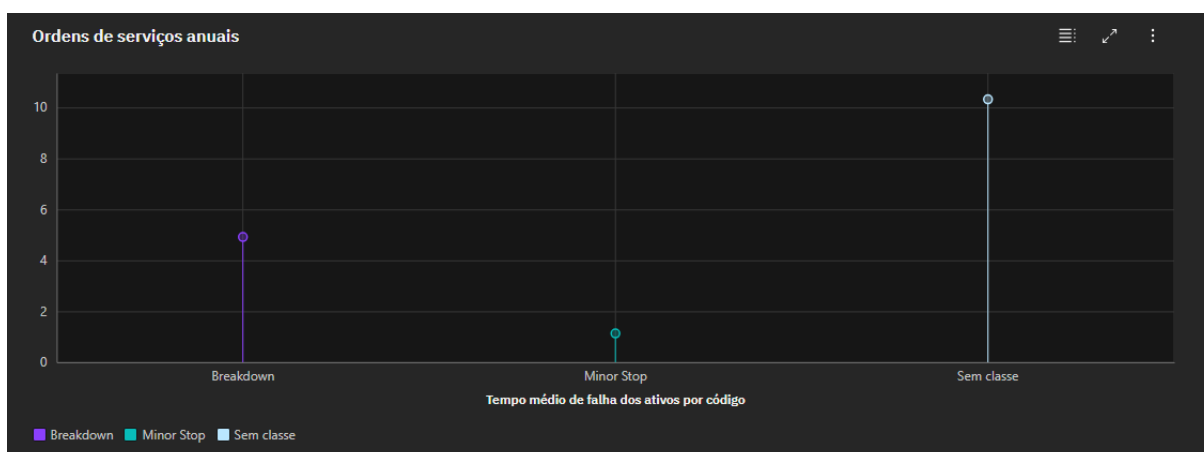 Ordens de serviços anuais
10
8
6
4
2
0
Breakdown Minor Stop Sem classe
Tempo médio de falha dos ativos por código
Breakdown Minor Stop Sem classe